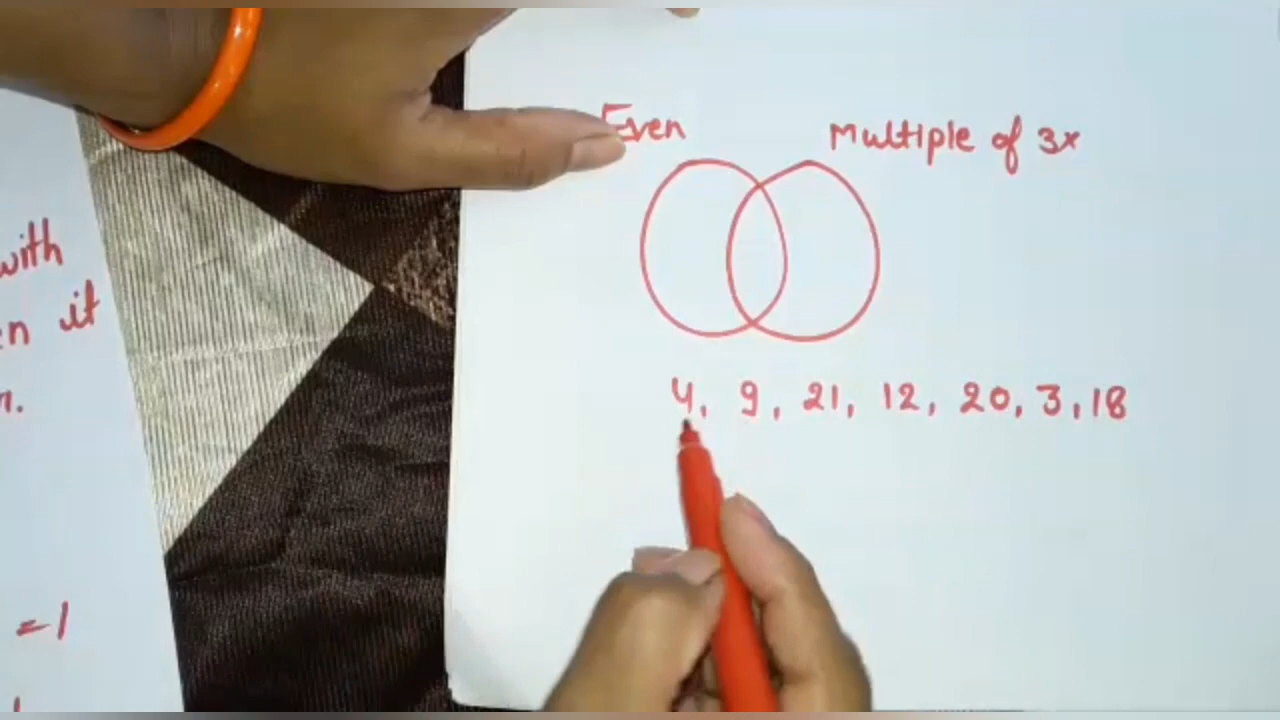 with
en it
n.
=1
Even
Multiple of 3x
4, 9, 21, 12, 20, 3, 18